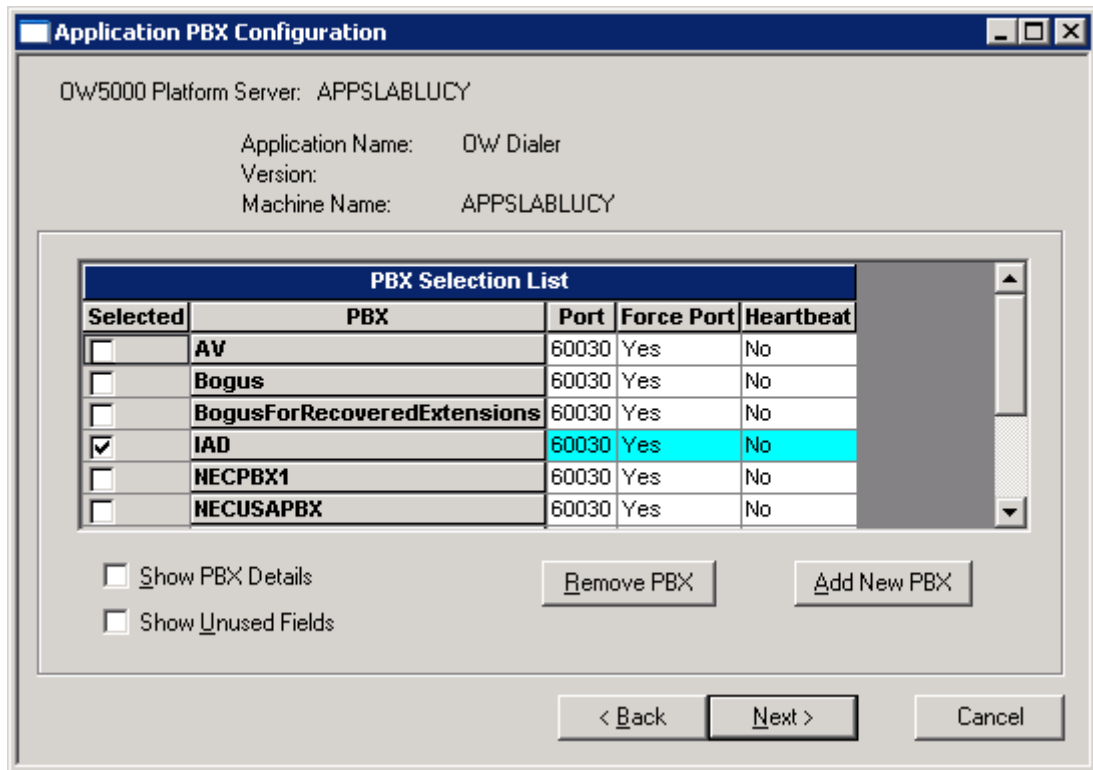 Application PBX Configuration
OW5000 Platform Server: APPSLABLUCY
Application Name: OW Dialer
Version:
Machine Name: APPSLABLUCY
PBX Selection List
Selected PBX Port Force Port Heartbeat
AV 60030 Yes No
Bogus 60030 Yes No
BogusForRecoveredExtensions 60030 Yes No
IAD 60030 Yes No
NECPBX1 60030 Yes No
NECUSAPBX 60030 Yes No
Show PBX Details Remove PBX Add New PBX
Show Unused Fields
< Back Next > Cancel